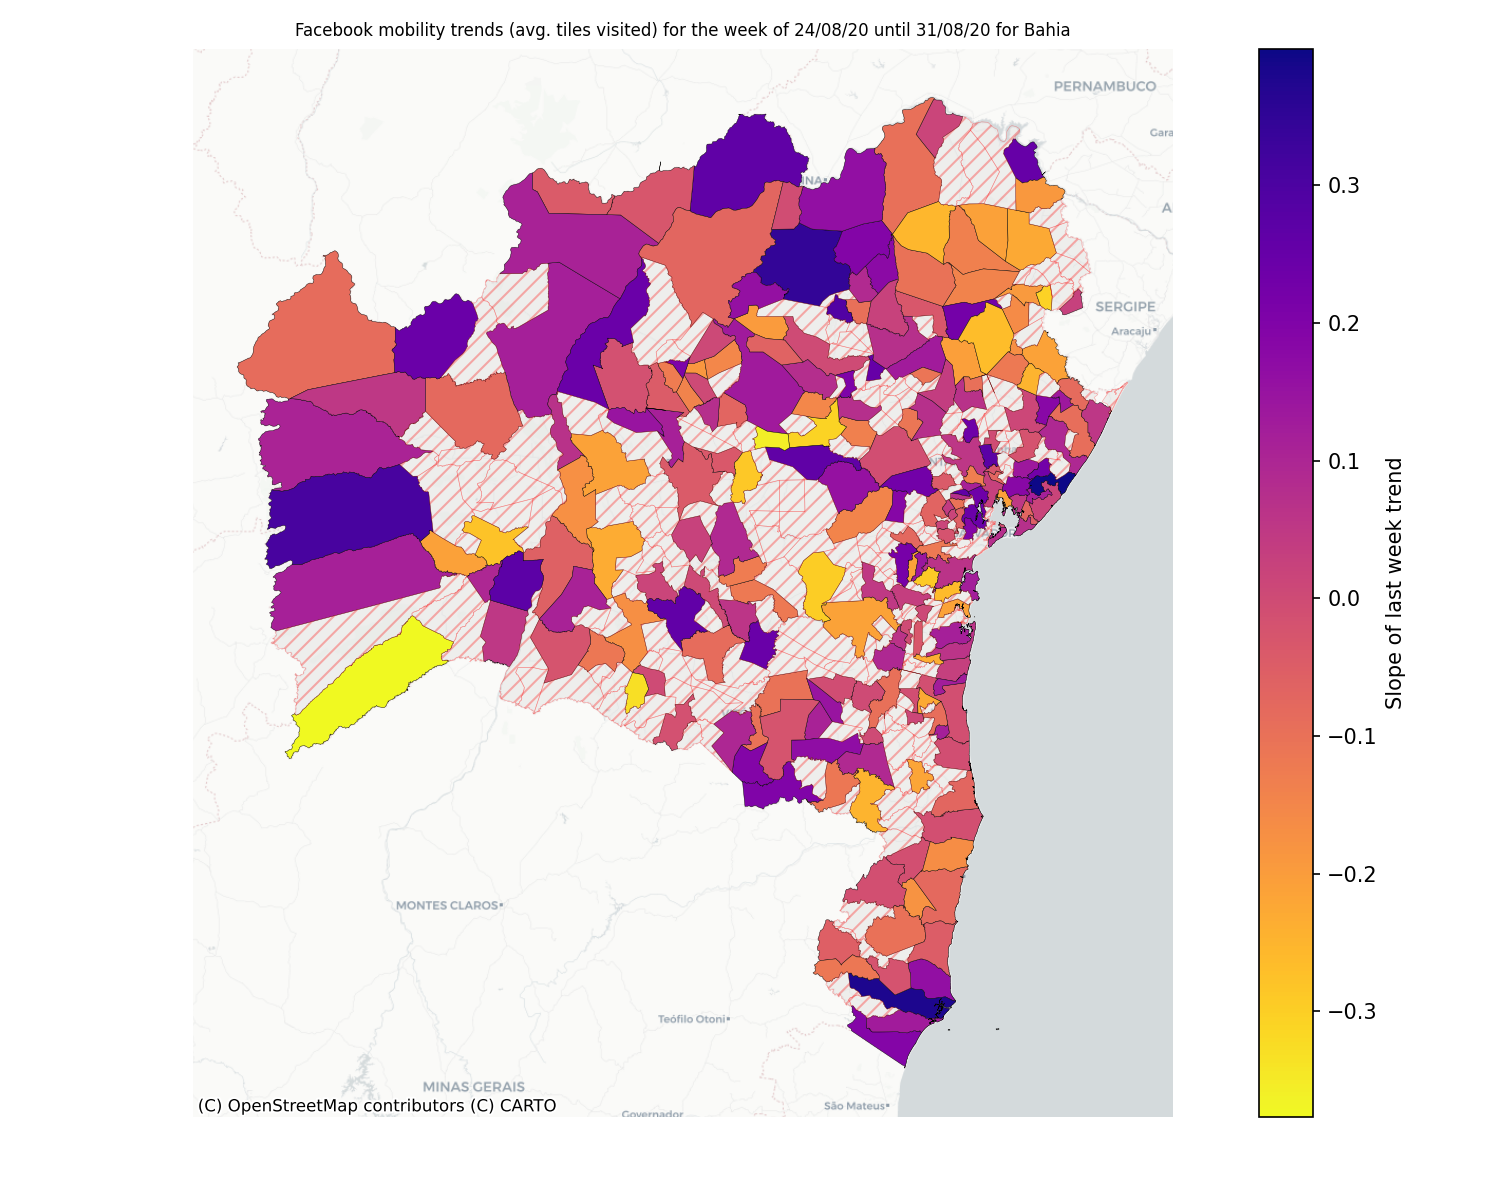 Facebook mobility trends (avg. tiles visited) for the week of 24/08/20 until 31/08/20 for Bahia
PERNAMBUCO
Gara
INA
A
SERGIPE
Aracaju
0.3
0.2
0.1
0.0
−0.1
−0.2
−0.3
Slope of last week trend
MONTES CLAROS
Teófilo Otoni
MINAS GERAIS
São Mateus
(C) OpenStreetMap contributors (C) CARTO
Governador